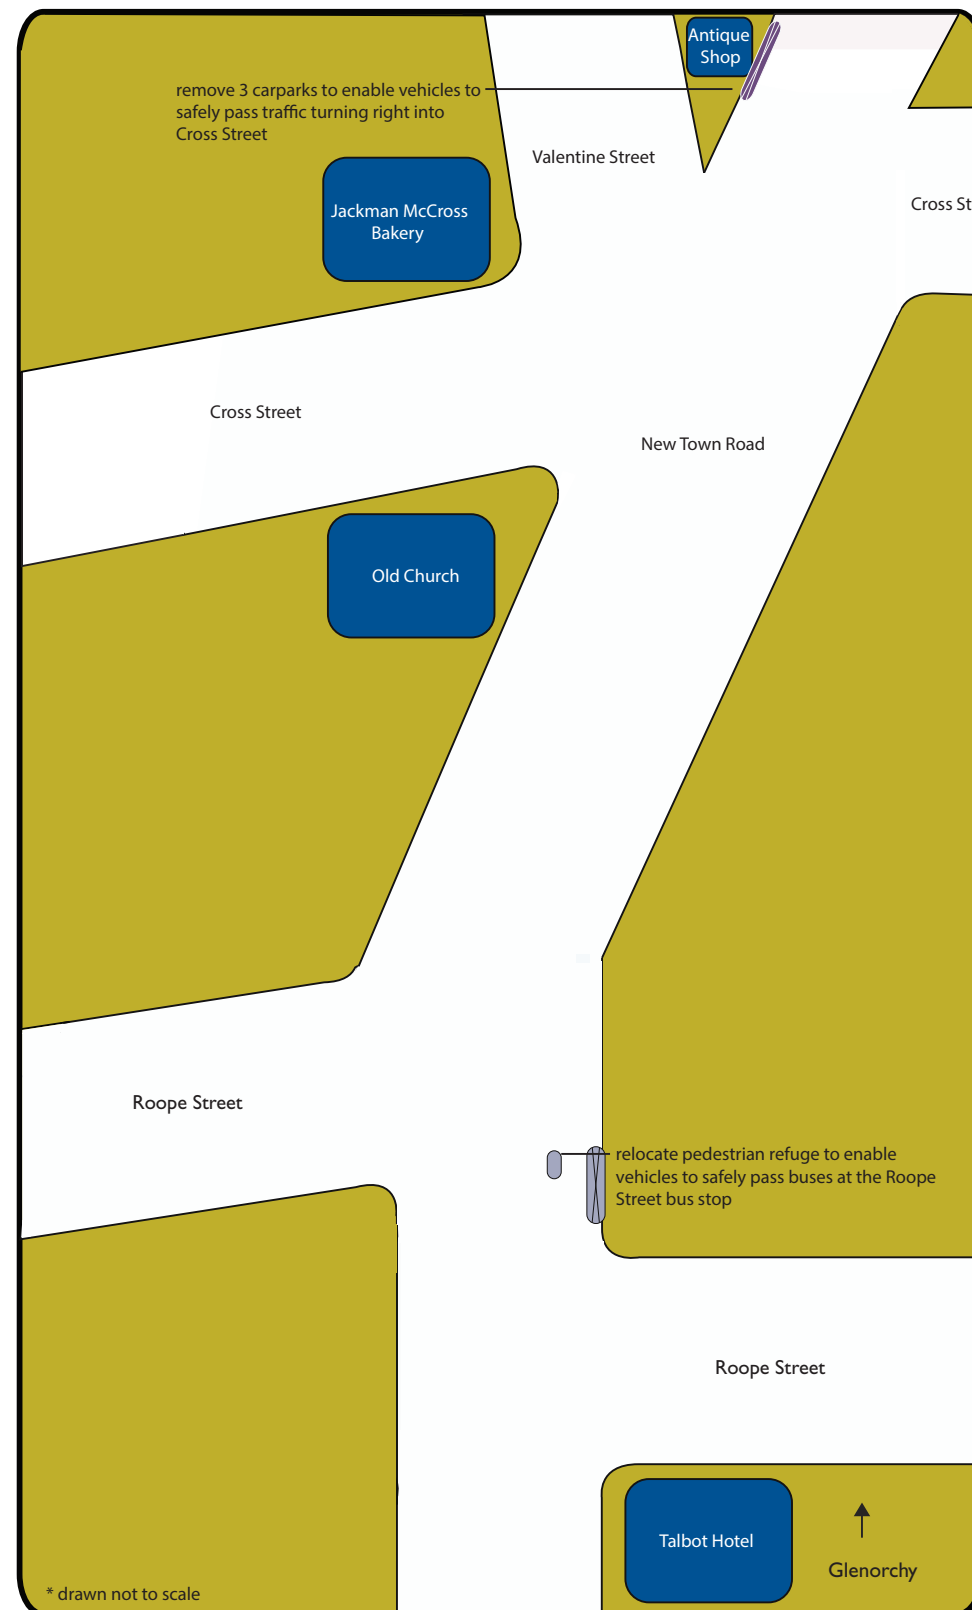 Antique
Shop
remove 3 carparks to enable vehicles to
safely pass traffic turning right into
Cross Street
Valentine Street
Jackman McCross
Bakery
Cross St
Cross Street
New Town Road
Old Church
Roope Street
relocate pedestrian refuge to enable
vehicles to safely pass buses at the Roope
Street bus stop
Roope Street
Talbot Hotel
Glenorchy
* drawn not to scale